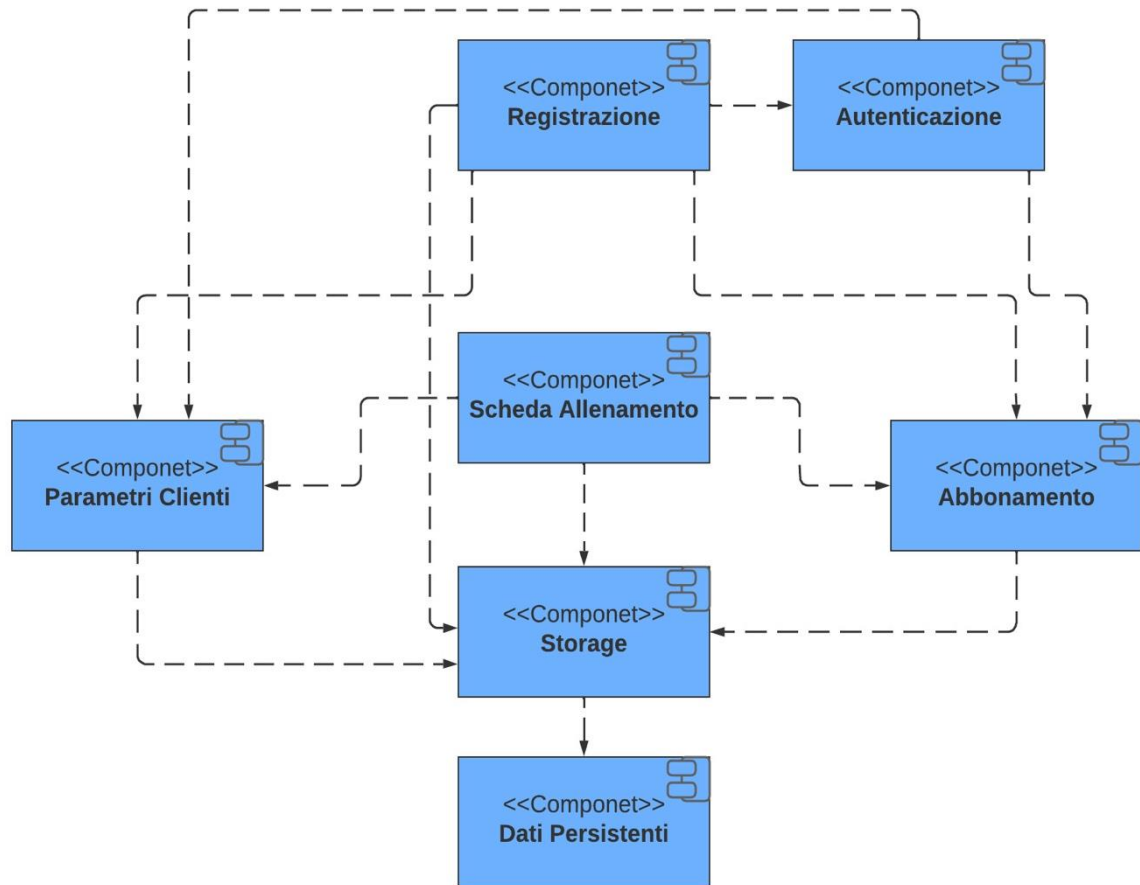 <<Componet>>
Registrazione
<<Componet>>
Autenticazione
<<Componet>>
Scheda Allenamento
<<Componet>>
Parametri Clienti
<<Componet>>
Abbonamento
<<Componet>>
Storage
<<Componet>>
Dati Persistenti